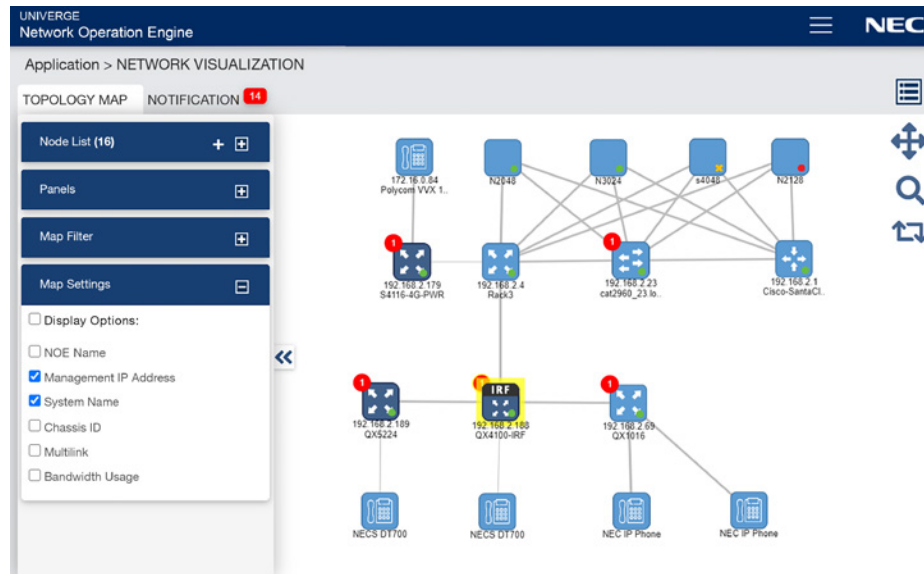 UNIVERGE
Network Operation Engine
NEC
Application > NETWORK VISUALIZATION
TOPOLOGY MAP
NOTIFICATION 14
Node List (16)
Panels
Map Filter
Map Settings
Display Options:
NOE Name
Management IP Address
System Name
Chassis ID
Multilink
Bandwidth Usage
172.16.0.84
Polycom VVX 1..
N2048
N3024
s4048
N2128
1
192.168.2.179
S4116-4G-PWR
192.168.2.4
Rack3
1
192.168.2.23
cat2960_23.lo..
192.168.2.1
Cisco-SantaCl..
1
192.168.2.189
QX5224
IRF
192.168.2.188
QX4100-IRF
1
192.168.2.69
QX1016
NECS DT700
NECS DT700
NEC IP Phone
NEC IP Phone